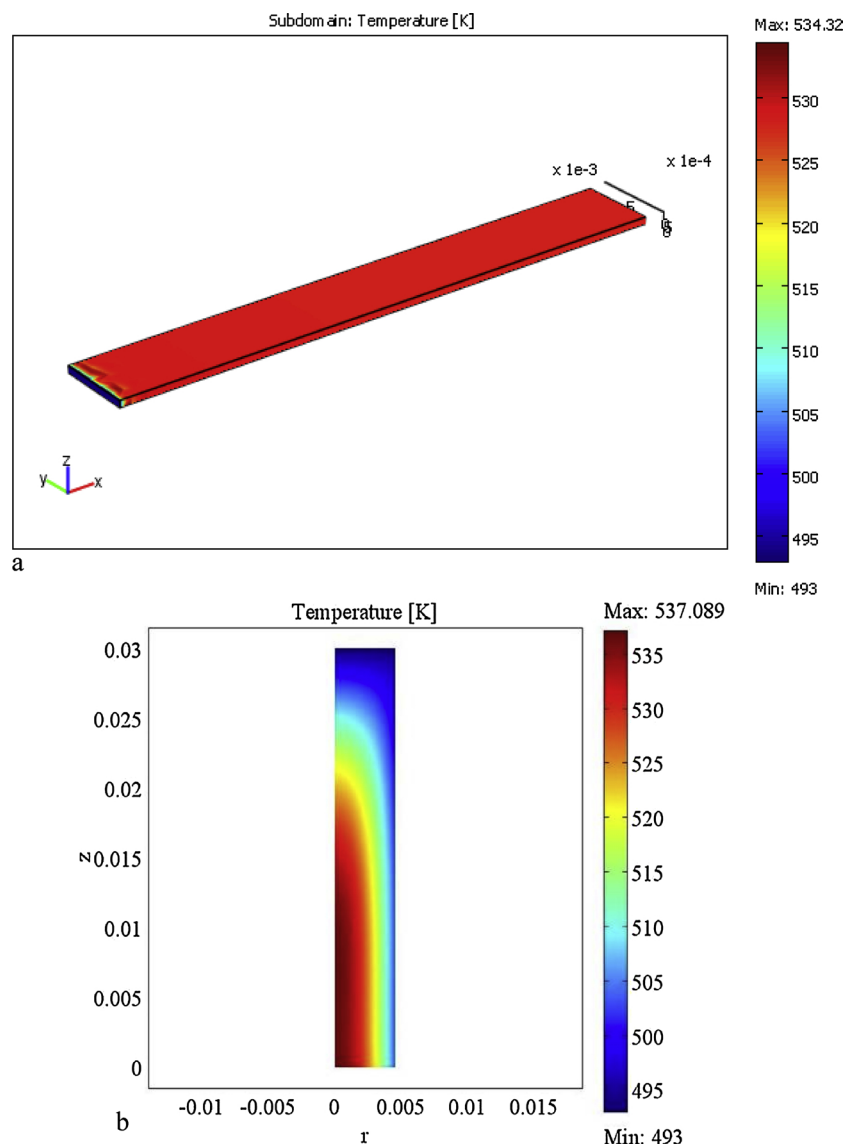 Subdomain: Temperature [K]
Max: 534.32
530
525
520
515
510
505
500
495
Min: 493
x 1e-3
x 1e-4
z
y
x
a
Temperature [K]
Max: 537.089
0.03
0.025
0.02
0.015
0.01
0.005
0
z
535
530
525
520
515
510
505
500
495
-0.01 -0.005 0 0.005 0.01 0.015
r
b
Min: 493